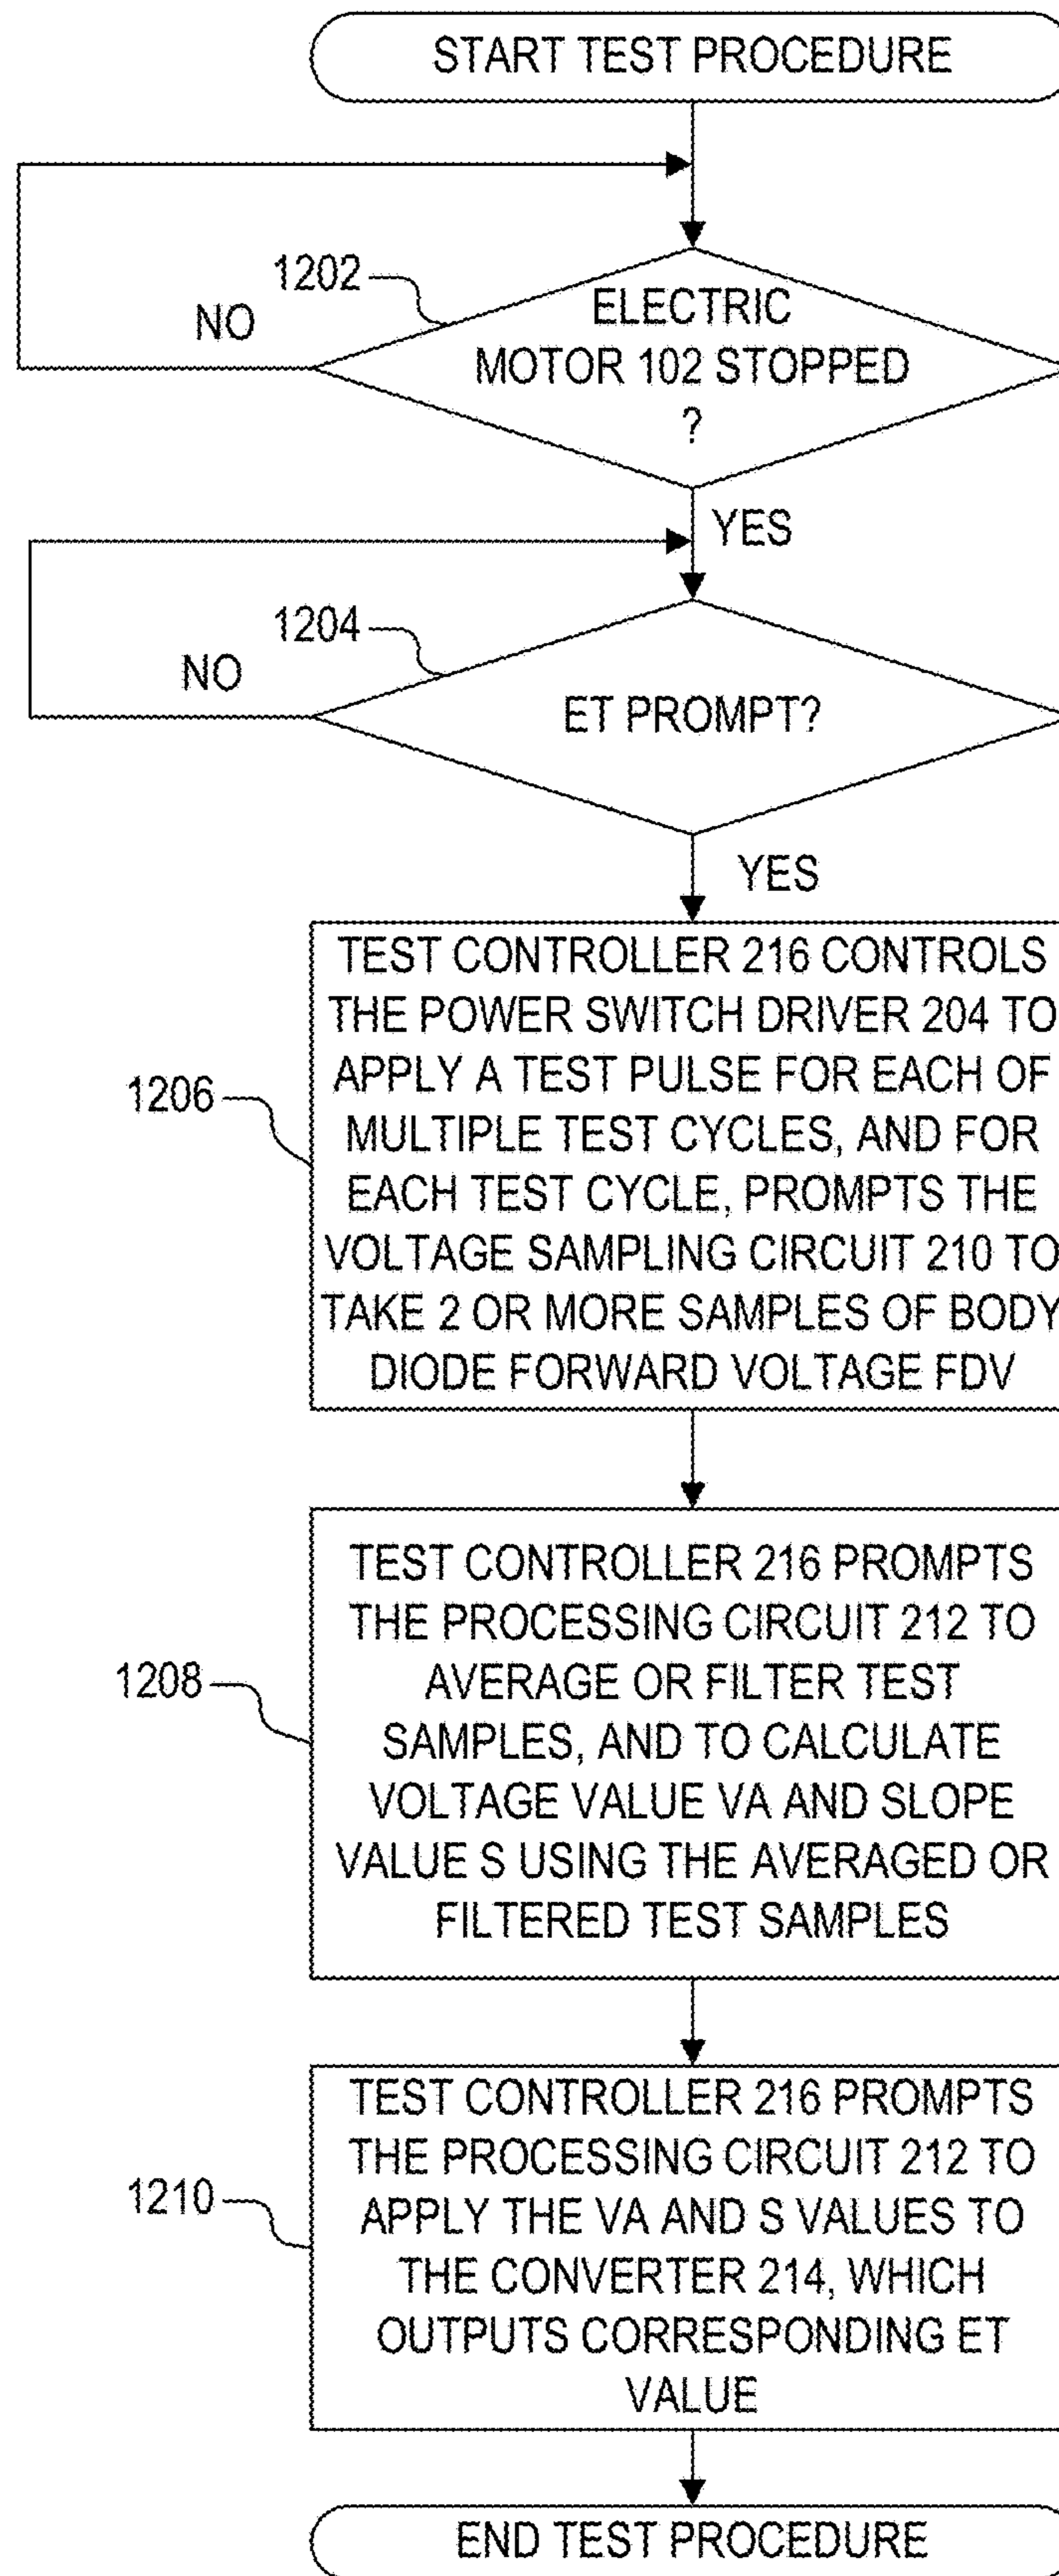 START TEST PROCEDURE
1202
NO
ELECTRIC
MOTOR 102 STOPPED
?
YES
1204
NO
ET PROMPT?
YES
1206
TEST CONTROLLER 216 CONTROLS
THE POWER SWITCH DRIVER 204 TO
APPLY A TEST PULSE FOR EACH OF
MULTIPLE TEST CYCLES, AND FOR
EACH TEST CYCLE, PROMPTS THE
VOLTAGE SAMPLING CIRCUIT 210 TO
TAKE 2 OR MORE SAMPLES OF BODY
DIODE FORWARD VOLTAGE FDV
1208
TEST CONTROLLER 216 PROMPTS
THE PROCESSING CIRCUIT 212 TO
AVERAGE OR FILTER TEST
SAMPLES, AND TO CALCULATE
VOLTAGE VALUE VA AND SLOPE
VALUE S USING THE AVERAGED OR
FILTERED TEST SAMPLES
1210
TEST CONTROLLER 216 PROMPTS
THE PROCESSING CIRCUIT 212 TO
APPLY THE VA AND S VALUES TO
THE CONVERTER 214, WHICH
OUTPUTS CORRESPONDING ET
VALUE
END TEST PROCEDURE